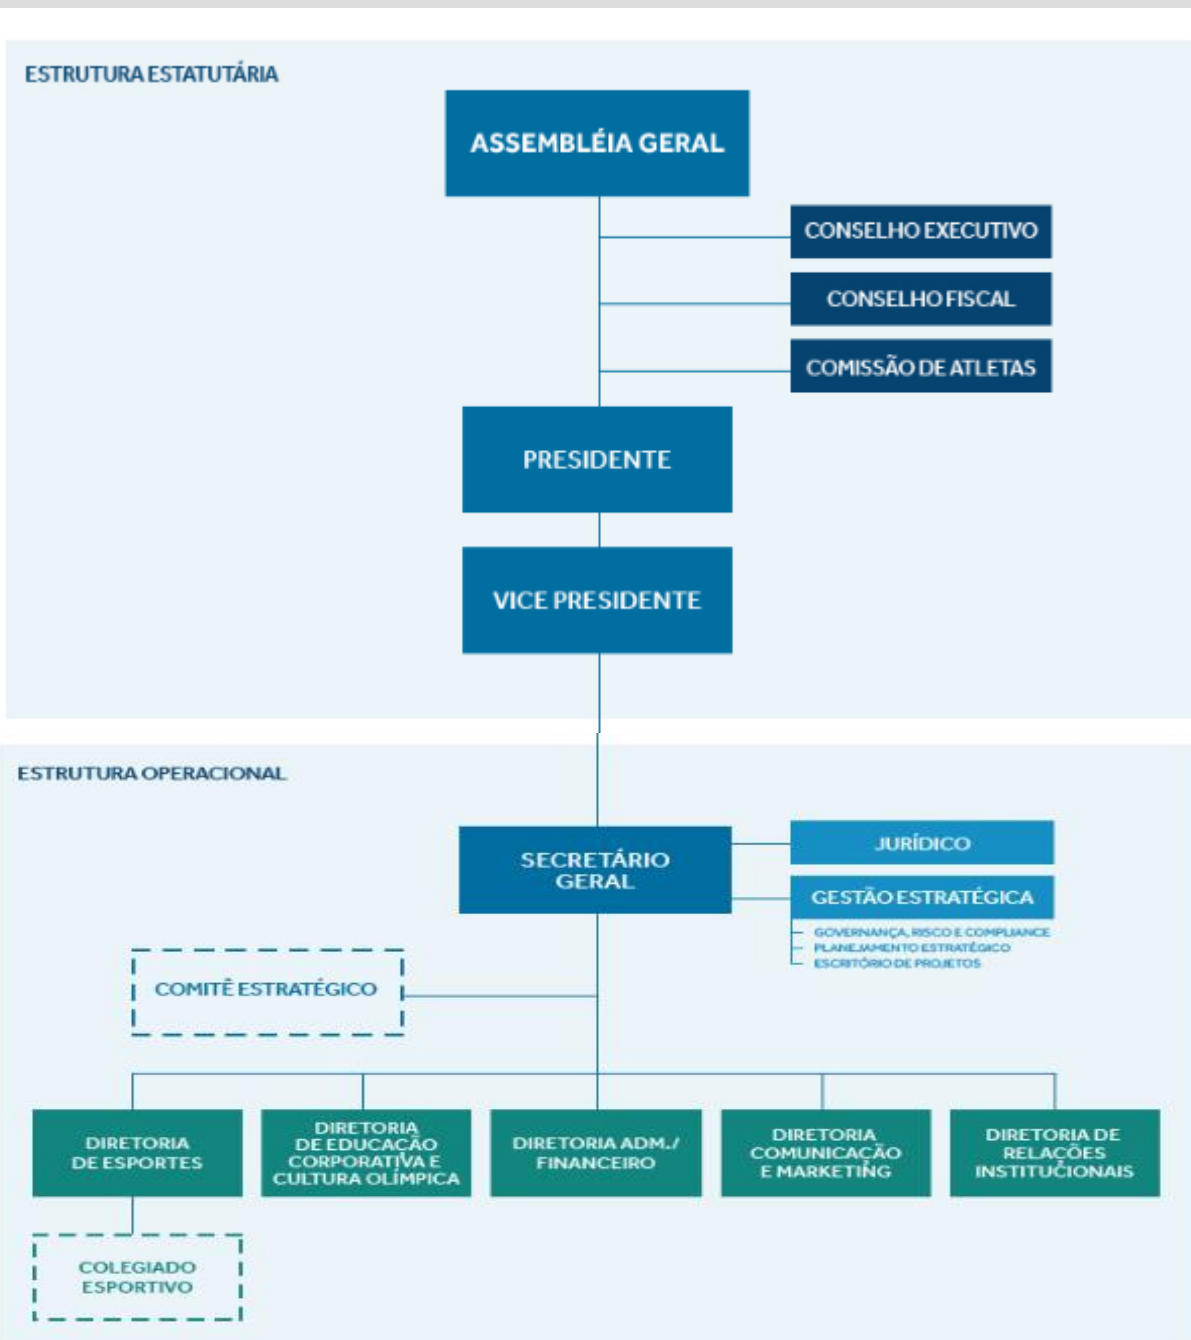 ESTRUTURA ESTATUTÁRIA
ASSEMBLÉIA GERAL
CONSELHO EXECUTIVO
CONSELHO FISCAL
COMISSÃO DE ATLETAS
PRESIDENTE
VICE PRESIDENTE
ESTRUTURA OPERACIONAL
SECRETÁRIO
GERAL
JURÍDICO
GESTÃO ESTRATÉGICA
GOVERNANÇA, RISCO E COMPLIANCE
PLANEJAMENTO ESTRATÉGICO
ESCRITÓRIO DE PROJETOS
COMITÊ ESTRATÉGICO
DIRETORIA
DE ESPORTES
DIRETORIA
DE EDUCAÇÃO
CORPORATIVA E
CULTURA OLÍMPICA
DIRETORIA ADM./
FINANCEIRO
DIRETORIA
COMUNICAÇÃO
E MARKETING
DIRETORIA DE
RELAÇÕES
INSTITUCIONAIS
COLEGIADO
ESPORTIVO